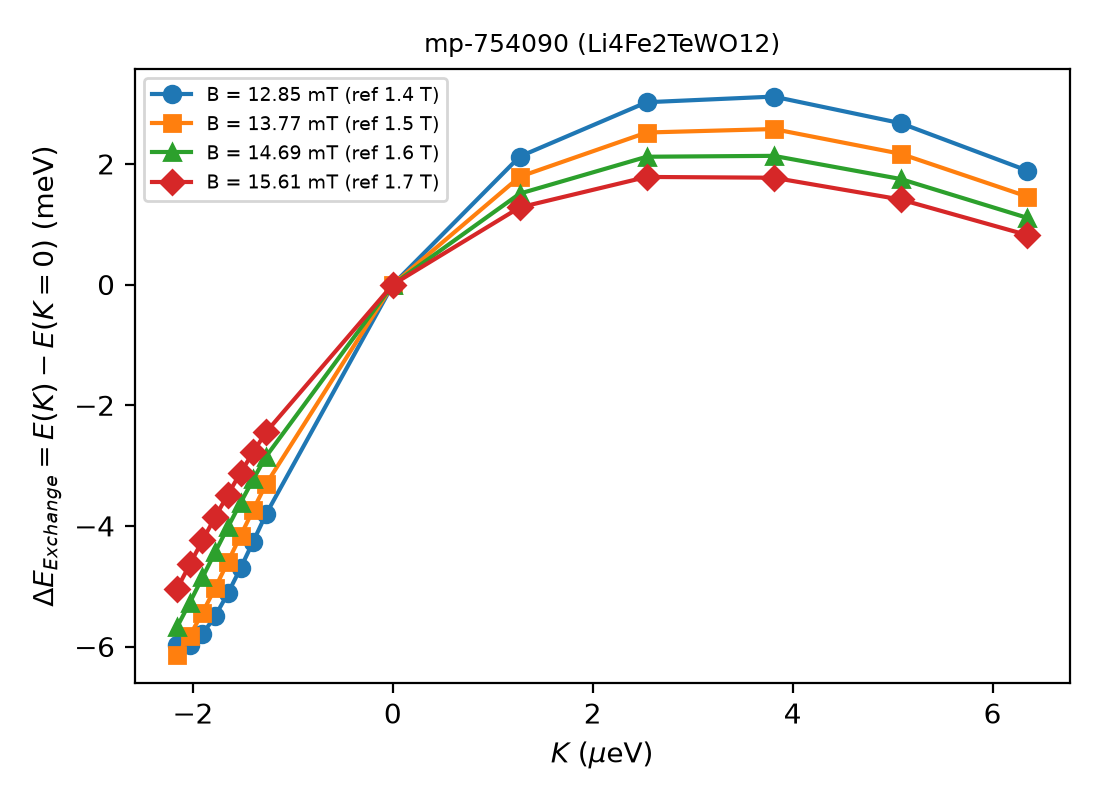 mp-754090 (Li4Fe2TeWO12)
B = 12.85 mT (ref 1.4 T)
B = 13.77 mT (ref 1.5 T)
B = 14.69 mT (ref 1.6 T)
B = 15.61 mT (ref 1.7 T)
ΔE_Exchange = E(K) − E(K = 0) (meV)
2
0
−2
−4
−6
−2 0 2 4 6
K (μeV)